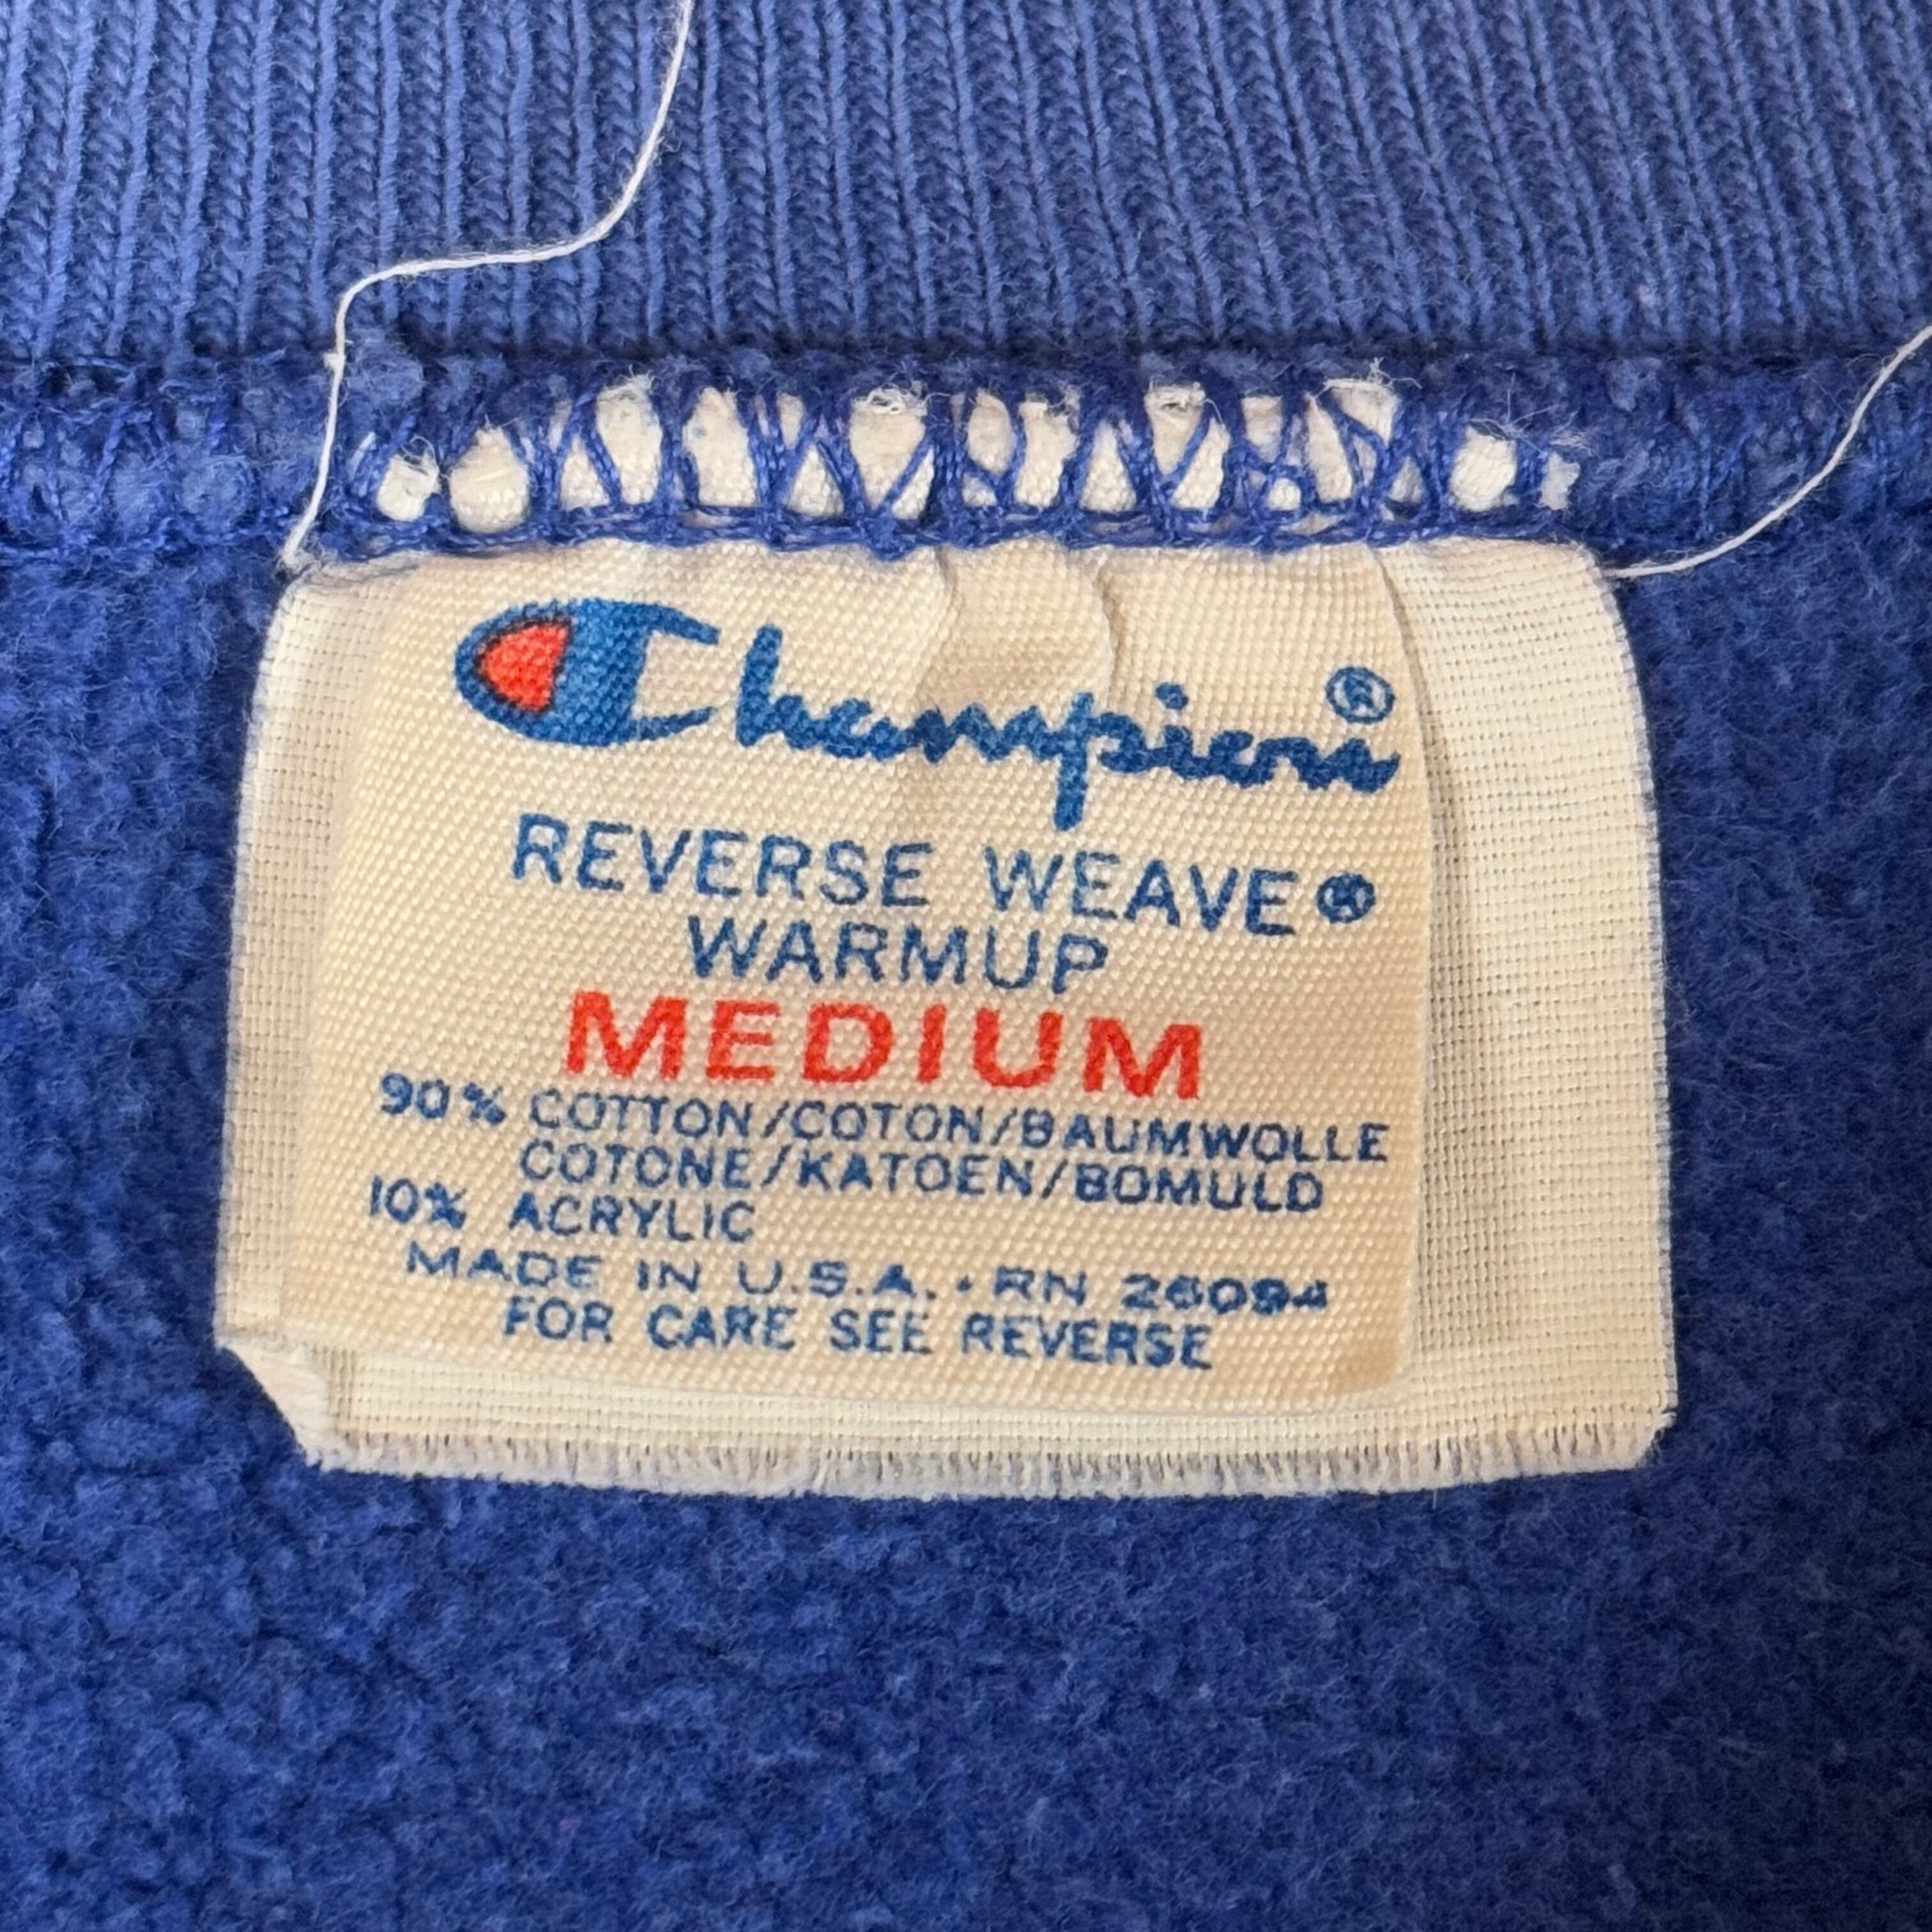 Champion®
REVERSE WEAVE®
WARMUP
MEDIUM
90% COTTON/COTON/BAUMWOLLE
COTONE/KATOEN/BOMULD
10% ACRYLIC
MADE IN U.S.A. • RN 26094
FOR CARE SEE REVERSE